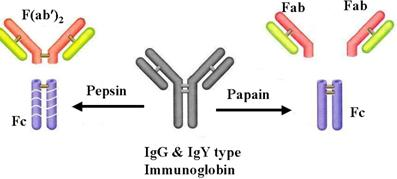 F(ab′)2
Fab Fab
Fc
Pepsin
Papain
Fc
IgG & IgY type
Immunoglobin